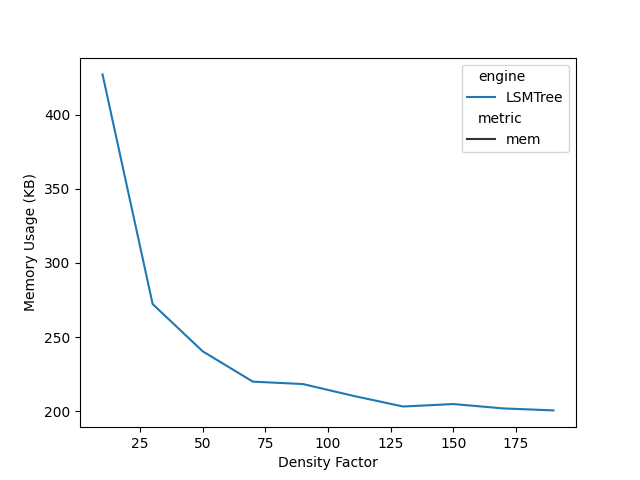 engine
LSMTree
metric
mem
400
350
300
250
200
Memory Usage (KB)
25 50 75 100 125 150 175
Density Factor